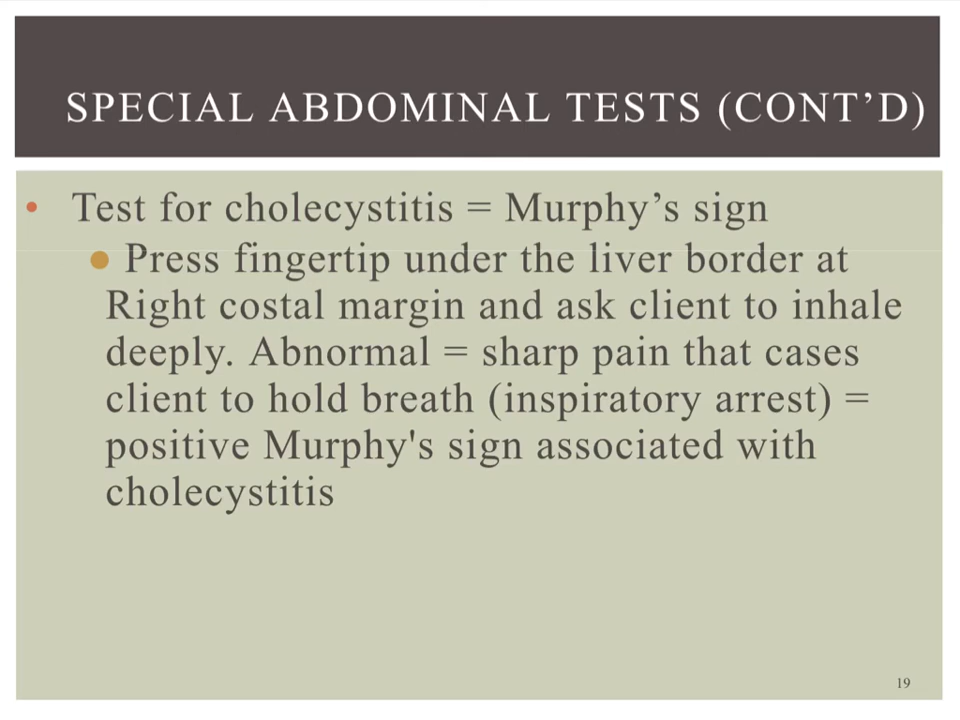 SPECIAL ABDOMINAL TESTS (CONT’D)
• Test for cholecystitis = Murphy’s sign
● Press fingertip under the liver border at
Right costal margin and ask client to inhale
deeply. Abnormal = sharp pain that cases
client to hold breath (inspiratory arrest) =
positive Murphy's sign associated with
cholecystitis
19